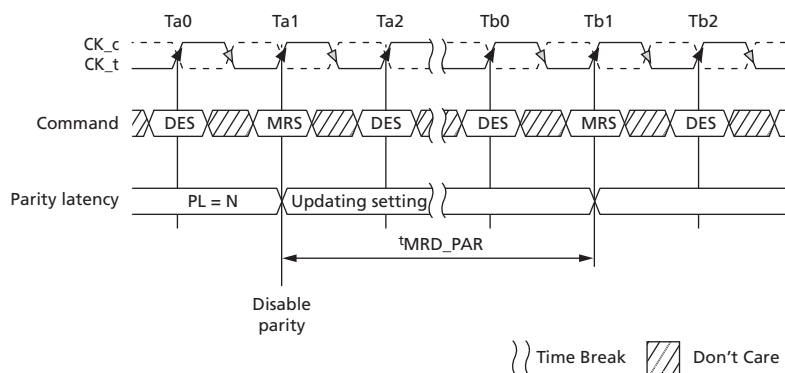 Ta0 Ta1 Ta2 Tb0 Tb1 Tb2
CK_c
CK_t
Command DES MRS DES DES MRS DES
Parity latency PL = N Updating setting
tMRD_PAR
Disable
parity
Time Break Don't Care